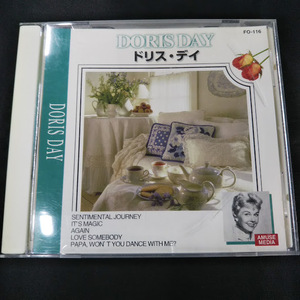 FO-116
DORIS DAY
ドリス・デイ
DORIS DAY
SENTIMENTAL JOURNEY
IT'S MAGIC
AGAIN
LOVE SOMEBODY
PAPA, WON'T YOU DANCE WITH ME?
AMUSE
MEDIA